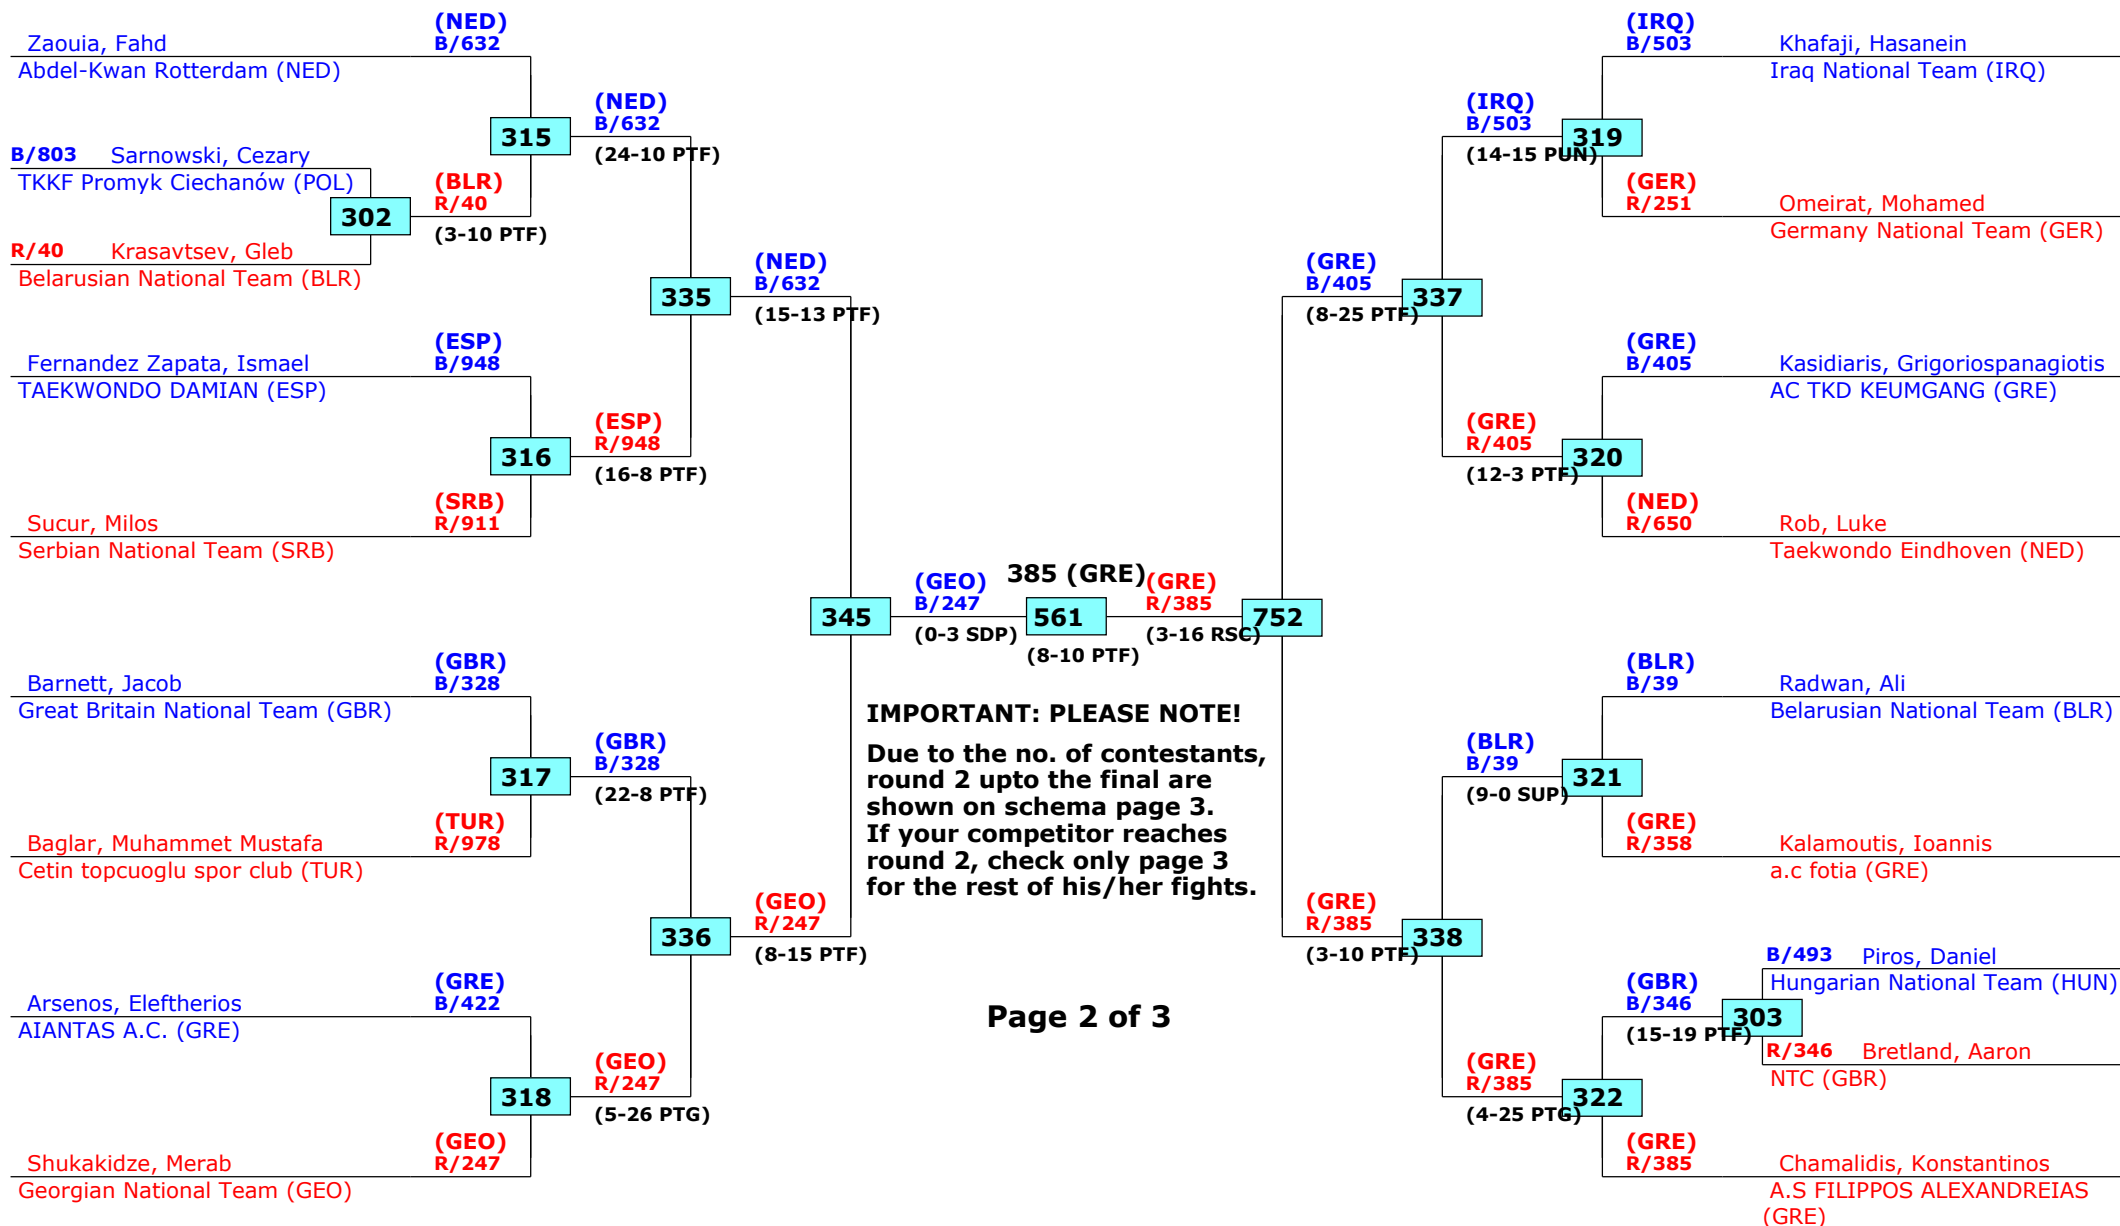 (NED)
B/632
Zaouia, Fahd
Abdel-Kwan Rotterdam (NED)
315
(NED)
B/632
(24-10 PTF)
B/803 Sarnowski, Cezary
TKKF Promyk Ciechanów (POL)
302
(BLR)
R/40
(3-10 PTF)
R/40 Krasavtsev, Gleb
Belarusian National Team (BLR)
335
(NED)
B/632
(15-13 PTF)
(ESP)
B/948
Fernandez Zapata, Ismael
TAEKWONDO DAMIAN (ESP)
316
(ESP)
R/948
(16-8 PTF)
(SRB)
R/911
Sucur, Milos
Serbian National Team (SRB)
345
(GEO)
B/247
(0-3 SDP)
385 (GRE)
561
(8-10 PTF)
(GRE)
R/385
(3-16 RSC)
752
(GBR)
B/328
Barnett, Jacob
Great Britain National Team (GBR)
317
(GBR)
B/328
(22-8 PTF)
(TUR)
R/978
Baglar, Muhammet Mustafa
Cetin topcuoglu spor club (TUR)
336
(GEO)
R/247
(8-15 PTF)
(GRE)
B/422
Arsenos, Eleftherios
AIANTAS A.C. (GRE)
318
(GEO)
R/247
(5-26 PTG)
(GEO)
R/247
Shukakidze, Merab
Georgian National Team (GEO)
IMPORTANT: PLEASE NOTE!
Due to the no. of contestants,
round 2 upto the final are
shown on schema page 3.
If your competitor reaches
round 2, check only page 3
for the rest of his/her fights.
Page 2 of 3
(IRQ)
B/503
Khafaji, Hasanein
Iraq National Team (IRQ)
(IRQ)
B/503
(14-15 PUN)
319
(GER)
R/251
Omeirat, Mohamed
Germany National Team (GER)
(GRE)
B/405
(8-25 PTF)
337
(GRE)
B/405
Kasidiaris, Grigoriospanagiotis
AC TKD KEUMGANG (GRE)
(GRE)
R/405
(12-3 PTF)
320
(NED)
R/650
Rob, Luke
Taekwondo Eindhoven (NED)
(BLR)
B/39
Radwan, Ali
Belarusian National Team (BLR)
(BLR)
B/39
(9-0 SUP)
321
(GRE)
R/358
Kalamoutis, Ioannis
a.c fotia (GRE)
(GRE)
R/385
(3-10 PTF)
338
B/493 Piros, Daniel
Hungarian National Team (HUN)
(GBR)
B/346
(15-19 PTF)
303
R/346 Bretland, Aaron
NTC (GBR)
(GRE)
R/385
(4-25 PTG)
322
(GRE)
R/385
Chamalidis, Konstantinos
A.S FILIPPOS ALEXANDREIAS
(GRE)